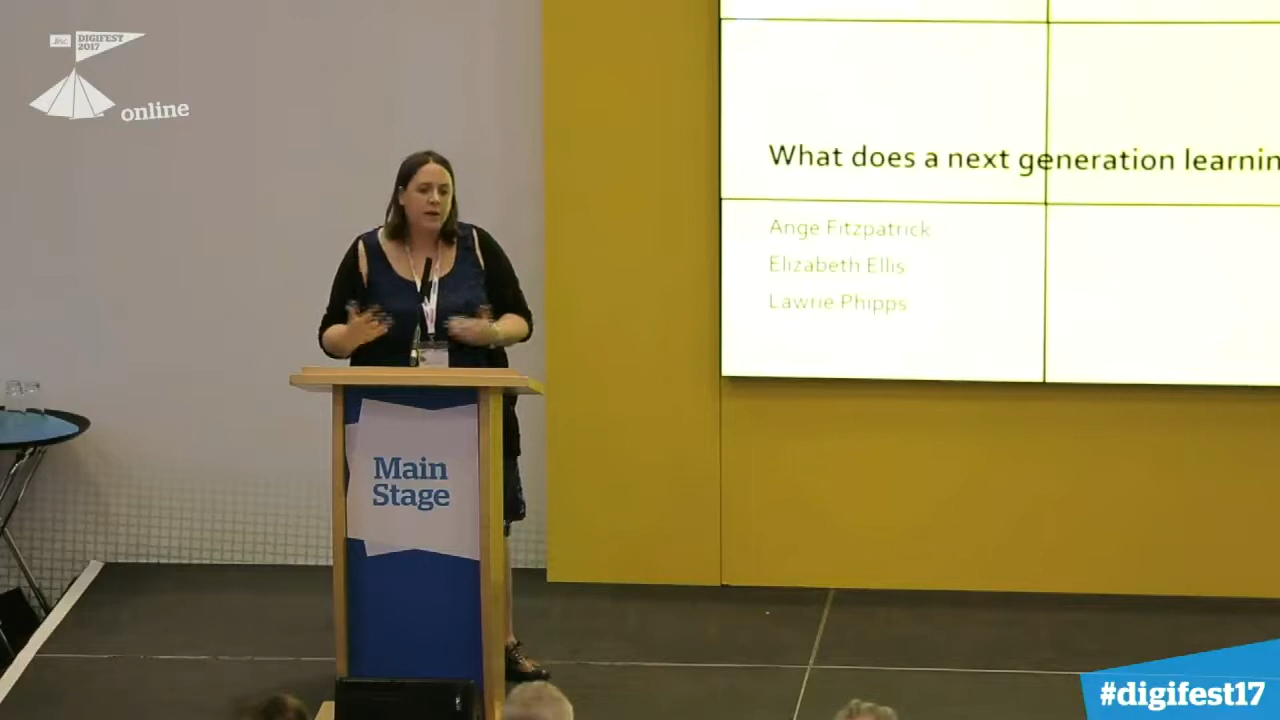 Jisc
DIGIFEST
2017
online
What does a next generation learnin
Ange Fitzpatrick
Elizabeth Ellis
Lawrie Phipps
Main
Stage
#digifest17